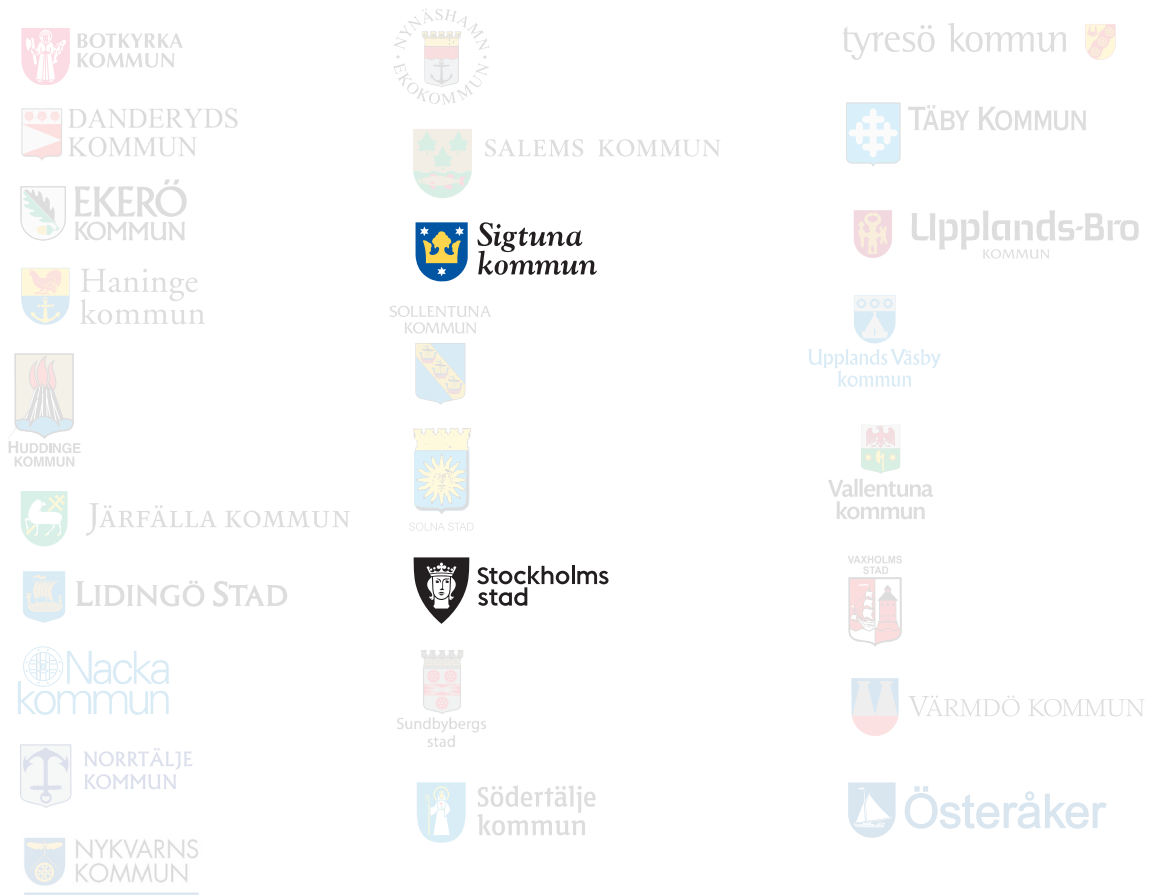 BOTKYRKA
KOMMUN
DANDERYDS
KOMMUN
EKERÖ
KOMMUN
Haninge
kommun
HUDDINGE
KOMMUN
JÄRFÄLLA KOMMUN
LIDINGÖ STAD
Nacka
kommun
NORRTÄLJE
KOMMUN
NYKVARNS
KOMMUN
NYNÄSHAMN
• EKOKOMMUN •
SALEMS KOMMUN
Sigtuna
kommun
SOLLENTUNA
KOMMUN
SOLNA STAD
Stockholms
stad
Sundbybergs
stad
Södertälje
kommun
tyresö kommun
TÄBY KOMMUN
Upplands-Bro
KOMMUN
Upplands Väsby
kommun
Vallentuna
kommun
VAXHOLMS
STAD
VÄRMDÖ KOMMUN
Österåker